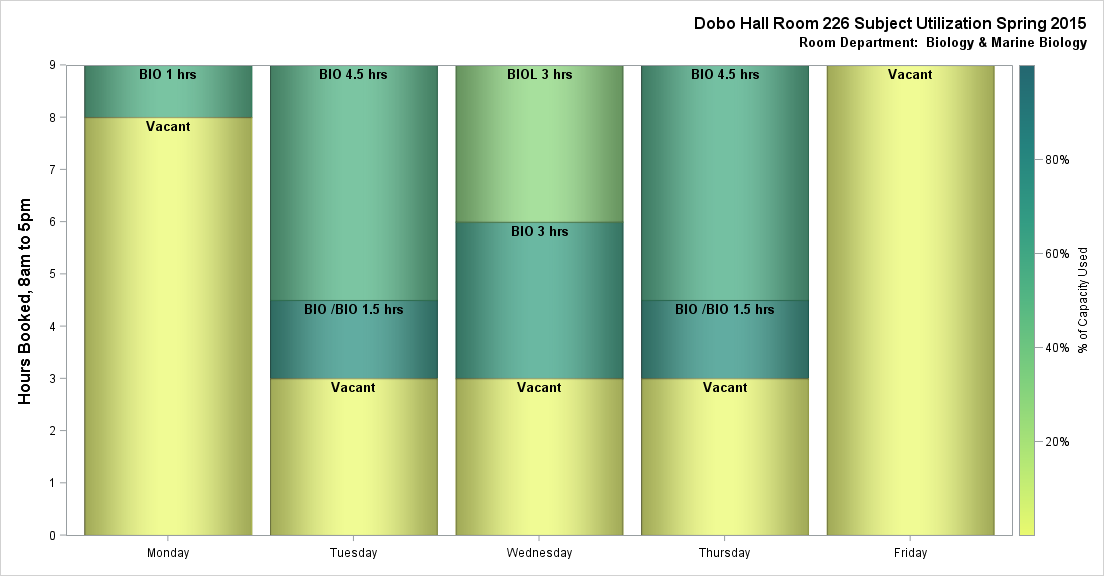 Dobo Hall Room 226 Subject Utilization Spring 2015
Room Department:  Biology & Marine Biology
Hours Booked, 8am to 5pm
9
8
7
6
5
4
3
2
1
0
BIO 1 hrs
Vacant
BIO 4.5 hrs
BIO /BIO 1.5 hrs
Vacant
BIOL 3 hrs
BIO 3 hrs
Vacant
BIO 4.5 hrs
BIO /BIO 1.5 hrs
Vacant
Vacant
Monday
Tuesday
Wednesday
Thursday
Friday
80%
60%
40%
20%
% of Capacity Used